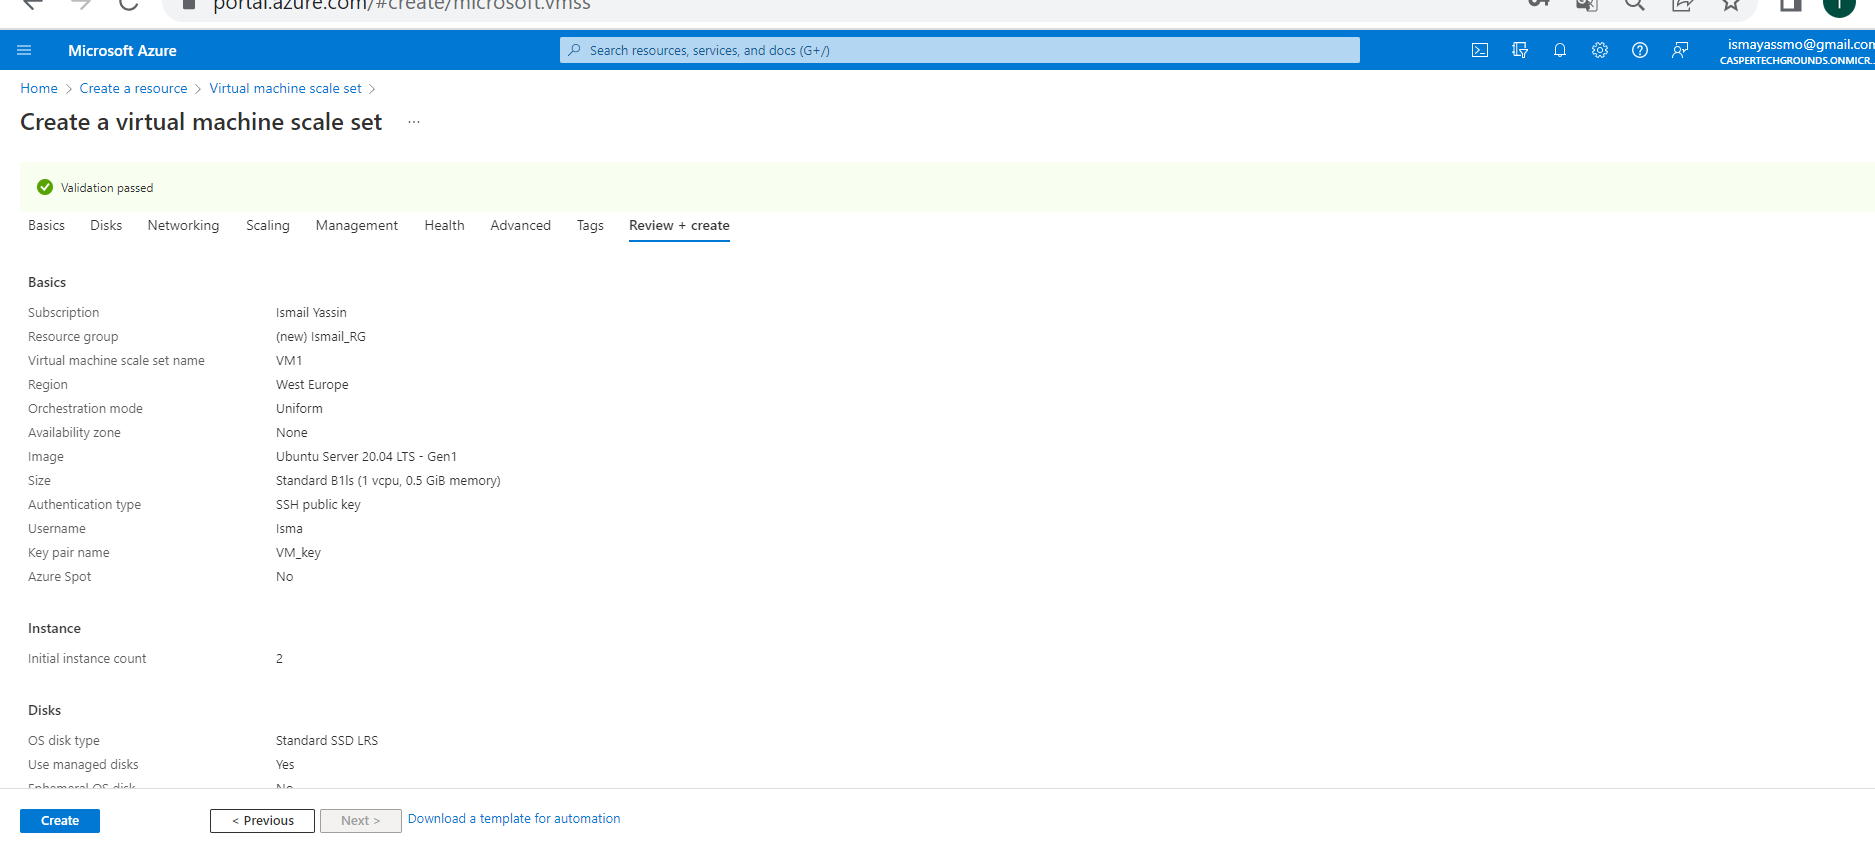 portal.azure.com/#create/microsoft.vmss
Microsoft Azure
Search resources, services, and docs (G+/)
ismayassmo@gmail.com
CASPERTECHGROUNDS.ONMICR...
Home > Create a resource > Virtual machine scale set >
Create a virtual machine scale set ...
Validation passed
Basics Disks Networking Scaling Management Health Advanced Tags Review + create
Basics
Subscription Ismail Yassin
Resource group (new) Ismail_RG
Virtual machine scale set name VM1
Region West Europe
Orchestration mode Uniform
Availability zone None
Image Ubuntu Server 20.04 LTS - Gen1
Size Standard B1ls (1 vcpu, 0.5 GiB memory)
Authentication type SSH public key
Username Isma
Key pair name VM_key
Azure Spot No
Instance
Initial instance count 2
Disks
OS disk type Standard SSD LRS
Use managed disks Yes
Ephemeral OS disk No
Create < Previous Next > Download a template for automation